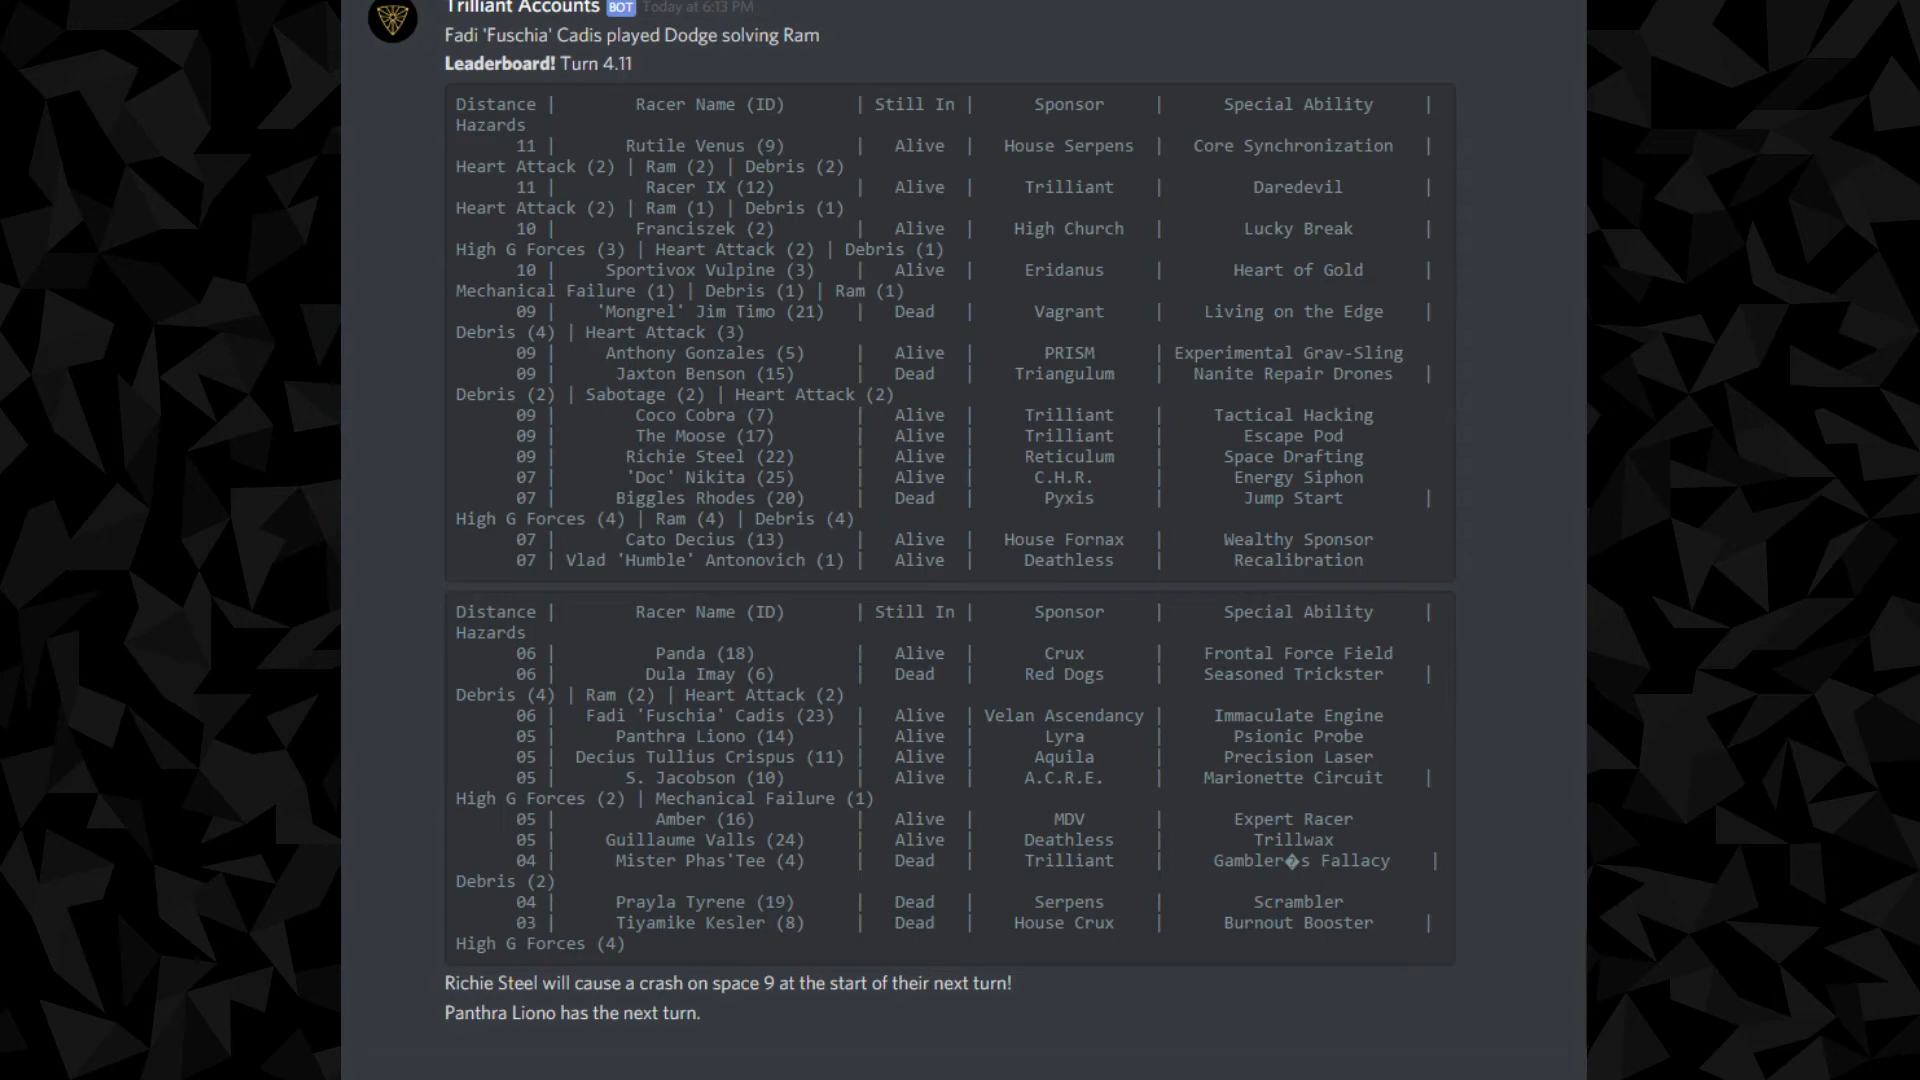 Trilliant Accounts BOT Today at 6:13 PM
Fadi 'Fuschia' Cadis played Dodge solving Ram
Leaderboard! Turn 4.11
Distance | Racer Name (ID) | Still In | Sponsor | Special Ability |
Hazards
11 | Rutile Venus (9) | Alive | House Serpens | Core Synchronization |
Heart Attack (2) | Ram (2) | Debris (2)
11 | Racer IX (12) | Alive | Trilliant | Daredevil |
Heart Attack (2) | Ram (1) | Debris (1)
10 | Franciszek (2) | Alive | High Church | Lucky Break |
High G Forces (3) | Heart Attack (2) | Debris (1)
10 | Sportivox Vulpine (3) | Alive | Eridanus | Heart of Gold |
Mechanical Failure (1) | Debris (1) | Ram (1)
09 | 'Mongrel' Jim Timo (21) | Dead | Vagrant | Living on the Edge |
Debris (4) | Heart Attack (3)
09 | Anthony Gonzales (5) | Alive | PRISM | Experimental Grav-Sling
09 | Jaxton Benson (15) | Dead | Triangulum | Nanite Repair Drones |
Debris (2) | Sabotage (2) | Heart Attack (2)
09 | Coco Cobra (7) | Alive | Trilliant | Tactical Hacking
09 | The Moose (17) | Alive | Trilliant | Escape Pod
09 | Richie Steel (22) | Alive | Reticulum | Space Drafting
07 | 'Doc' Nikita (25) | Alive | C.H.R. | Energy Siphon
07 | Biggles Rhodes (20) | Dead | Pyxis | Jump Start |
High G Forces (4) | Ram (4) | Debris (4)
07 | Cato Decius (13) | Alive | House Fornax | Wealthy Sponsor
07 | Vlad 'Humble' Antonovich (1) | Alive | Deathless | Recalibration
Distance | Racer Name (ID) | Still In | Sponsor | Special Ability |
Hazards
06 | Panda (18) | Alive | Crux | Frontal Force Field
06 | Dula Imay (6) | Dead | Red Dogs | Seasoned Trickster |
Debris (4) | Ram (2) | Heart Attack (2)
06 | Fadi 'Fuschia' Cadis (23) | Alive | Velan Ascendancy | Immaculate Engine
05 | Panthra Liono (14) | Alive | Lyra | Psionic Probe
05 | Decius Tullius Crispus (11) | Alive | Aquila | Precision Laser
05 | S. Jacobson (10) | Alive | A.C.R.E. | Marionette Circuit |
High G Forces (2) | Mechanical Failure (1)
05 | Amber (16) | Alive | MDV | Expert Racer
05 | Guillaume Valls (24) | Alive | Deathless | Trillwax
04 | Mister Phas'Tee (4) | Dead | Trilliant | Gambler�s Fallacy |
Debris (2)
04 | Prayla Tyrene (19) | Dead | Serpens | Scrambler
03 | Tiyamike Kesler (8) | Dead | House Crux | Burnout Booster |
High G Forces (4)
Richie Steel will cause a crash on space 9 at the start of their next turn!
Panthra Liono has the next turn.